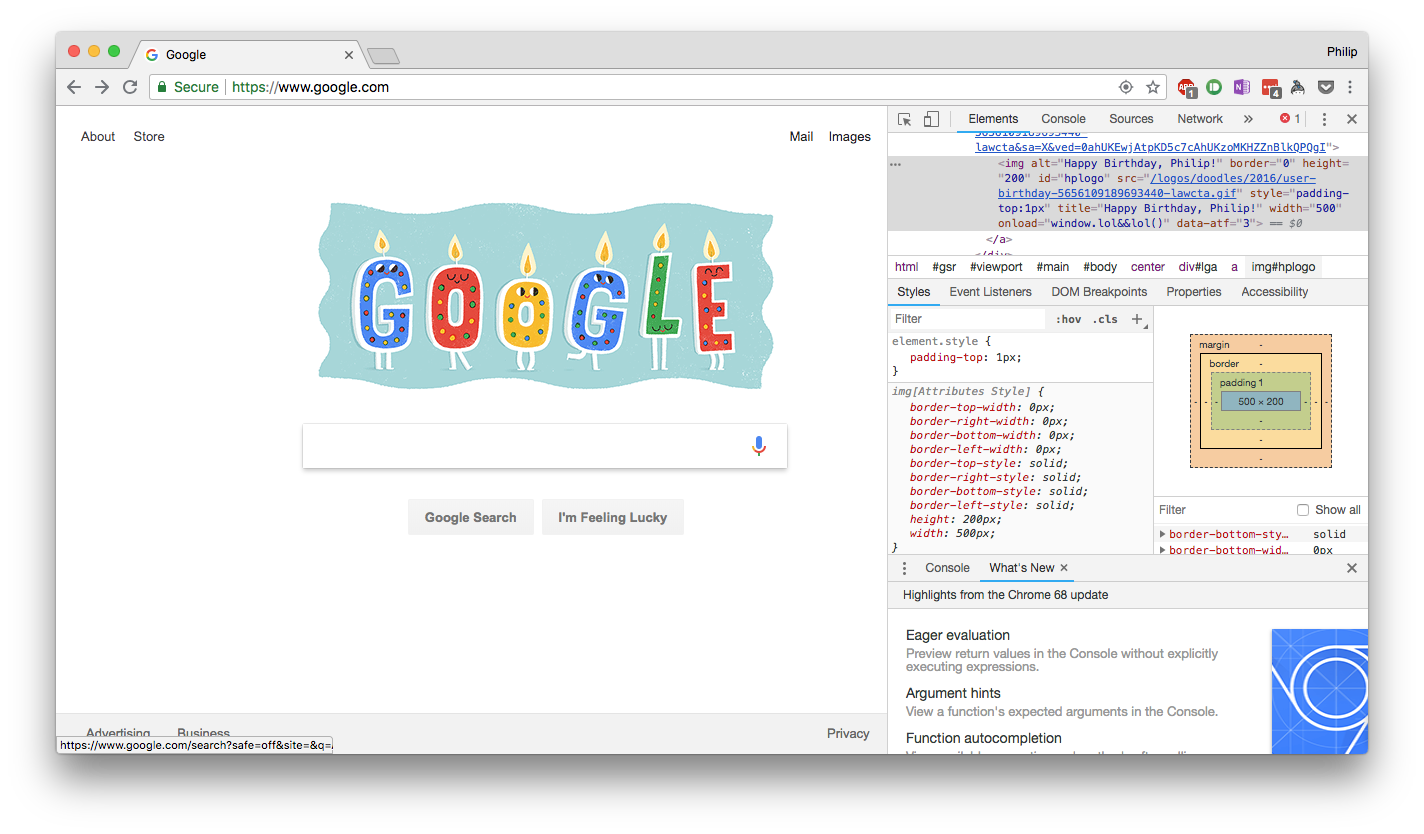 Google
Philip
Secure
https://www.google.com
1
4
About
Store
Mail
Images
GOOGLE
Google Search
I'm Feeling Lucky
Advertising
Business
Privacy
https://www.google.com/search?safe=off&site=&q=
Elements
Console
Sources
Network
»
1
lawcta&sa=X&ved=0ahUKEwjAtpKD5c7cAhUKzoMKHZZnBlkQPQgI">
…
<img alt="Happy Birthday, Philip!" border="0" height=
"200" id="hplogo" src="/logos/doodles/2016/user-
birthday-5656109189693440-lawcta.gif" style="padding-
top:1px" title="Happy Birthday, Philip!" width="500"
onload="window.lol&&lol()" data-atf="3"> == $0
</a>
html #gsr #viewport #main #body center div#lga a img#hplogo
Styles
Event Listeners
DOM Breakpoints
Properties
Accessibility
Filter
:hov
.cls
+
element.style {
padding-top: 1px;
}
img[Attributes Style] {
border-top-width: 0px;
border-right-width: 0px;
border-bottom-width: 0px;
border-left-width: 0px;
border-top-style: solid;
border-right-style: solid;
border-bottom-style: solid;
border-left-style: solid;
height: 200px;
width: 500px;
}
margin -
border -
padding 1
- - - 500 × 200 - - -
-
-
-
Filter
Show all
border-bottom-sty… solid
border-bottom-wid… 0px
Console
What's New
Highlights from the Chrome 68 update
Eager evaluation
Preview return values in the Console without explicitly
executing expressions.
Argument hints
View a function's expected arguments in the Console.
Function autocompletion